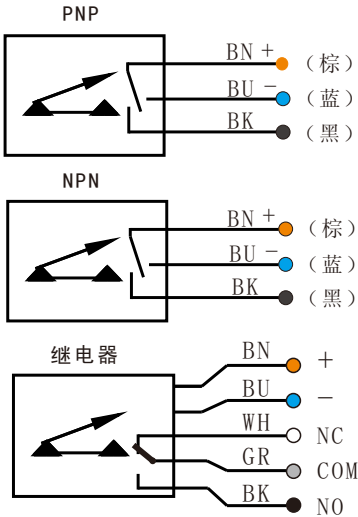 PNP
BN + (棕)
BU − (蓝)
BK (黑)
NPN
BN + (棕)
BU − (蓝)
BK (黑)
继电器
BN +
BU −
WH NC
GR COM
BK NO